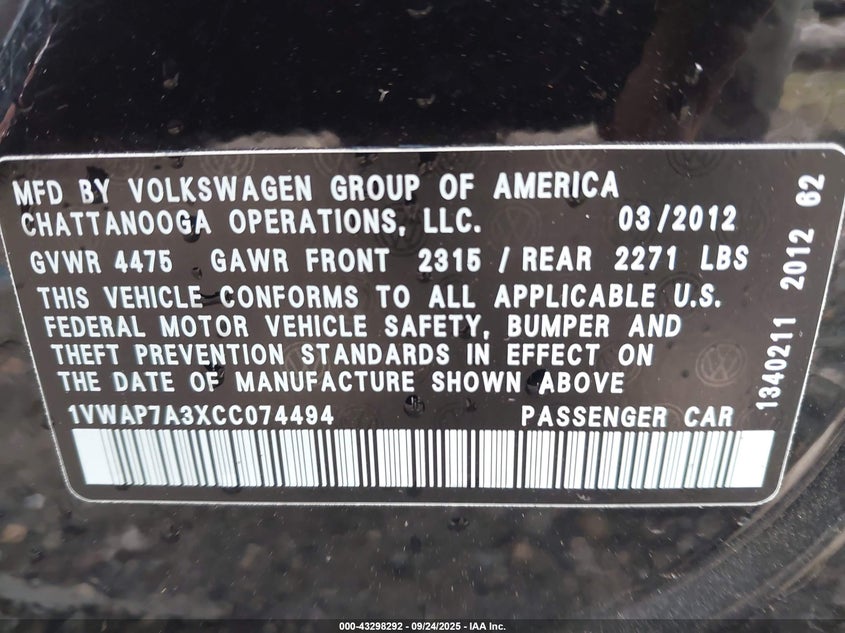 MFD BY VOLKSWAGEN GROUP OF AMERICA
CHATTANOOGA OPERATIONS, LLC. 03/2012
GVWR 4475 GAWR FRONT 2315 / REAR 2271 LBS
THIS VEHICLE CONFORMS TO ALL APPLICABLE U.S.
FEDERAL MOTOR VEHICLE SAFETY, BUMPER AND
THEFT PREVENTION STANDARDS IN EFFECT ON
THE DATE OF MANUFACTURE SHOWN ABOVE
1VWAP7A3XCC074494 PASSENGER CAR
1340211 2012 62
000-43298292 - 09/24/2025 - IAA Inc.